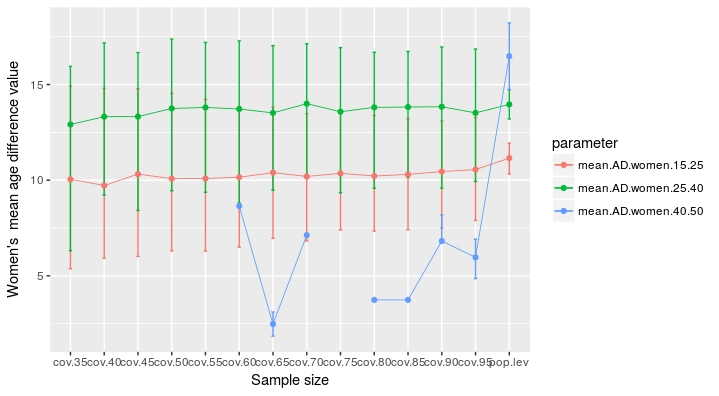 Women's mean age difference value
15
10
5
cov.35 cov.40 cov.45 cov.50 cov.55 cov.60 cov.65 cov.70 cov.75 cov.80 cov.85 cov.90 cov.95 pop.lev
Sample size
parameter
mean.AD.women.15.25
mean.AD.women.25.40
mean.AD.women.40.50